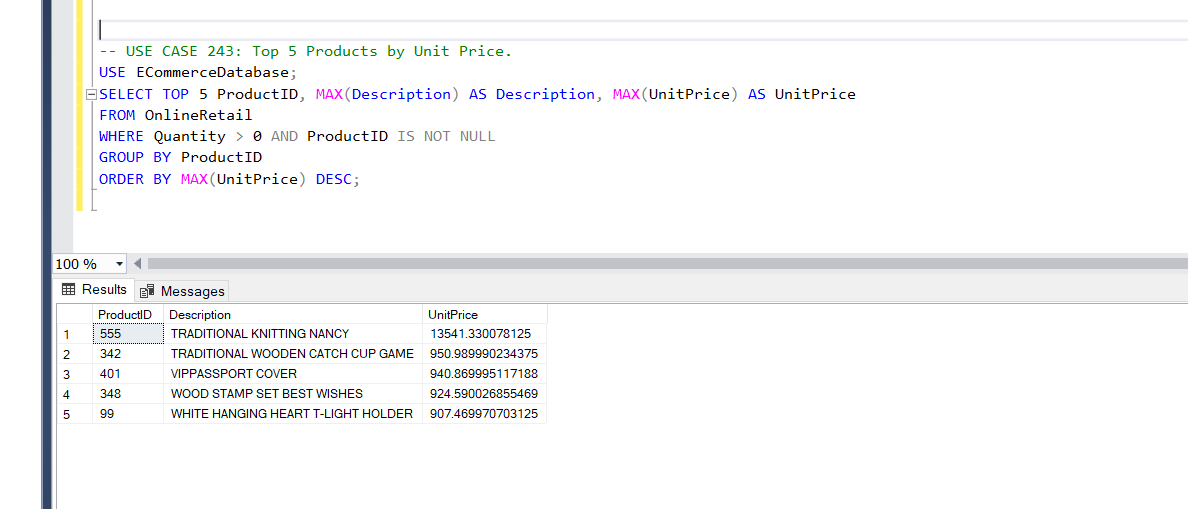 -- USE CASE 243: Top 5 Products by Unit Price.
USE ECommerceDatabase;
SELECT TOP 5 ProductID, MAX(Description) AS Description, MAX(UnitPrice) AS UnitPrice
FROM OnlineRetail
WHERE Quantity > 0 AND ProductID IS NOT NULL
GROUP BY ProductID
ORDER BY MAX(UnitPrice) DESC;
100 %
Results Messages
ProductID Description UnitPrice
1 555 TRADITIONAL KNITTING NANCY 13541.330078125
2 342 TRADITIONAL WOODEN CATCH CUP GAME 950.989990234375
3 401 VIPPASSPORT COVER 940.869995117188
4 348 WOOD STAMP SET BEST WISHES 924.590026855469
5 99 WHITE HANGING HEART T-LIGHT HOLDER 907.469970703125